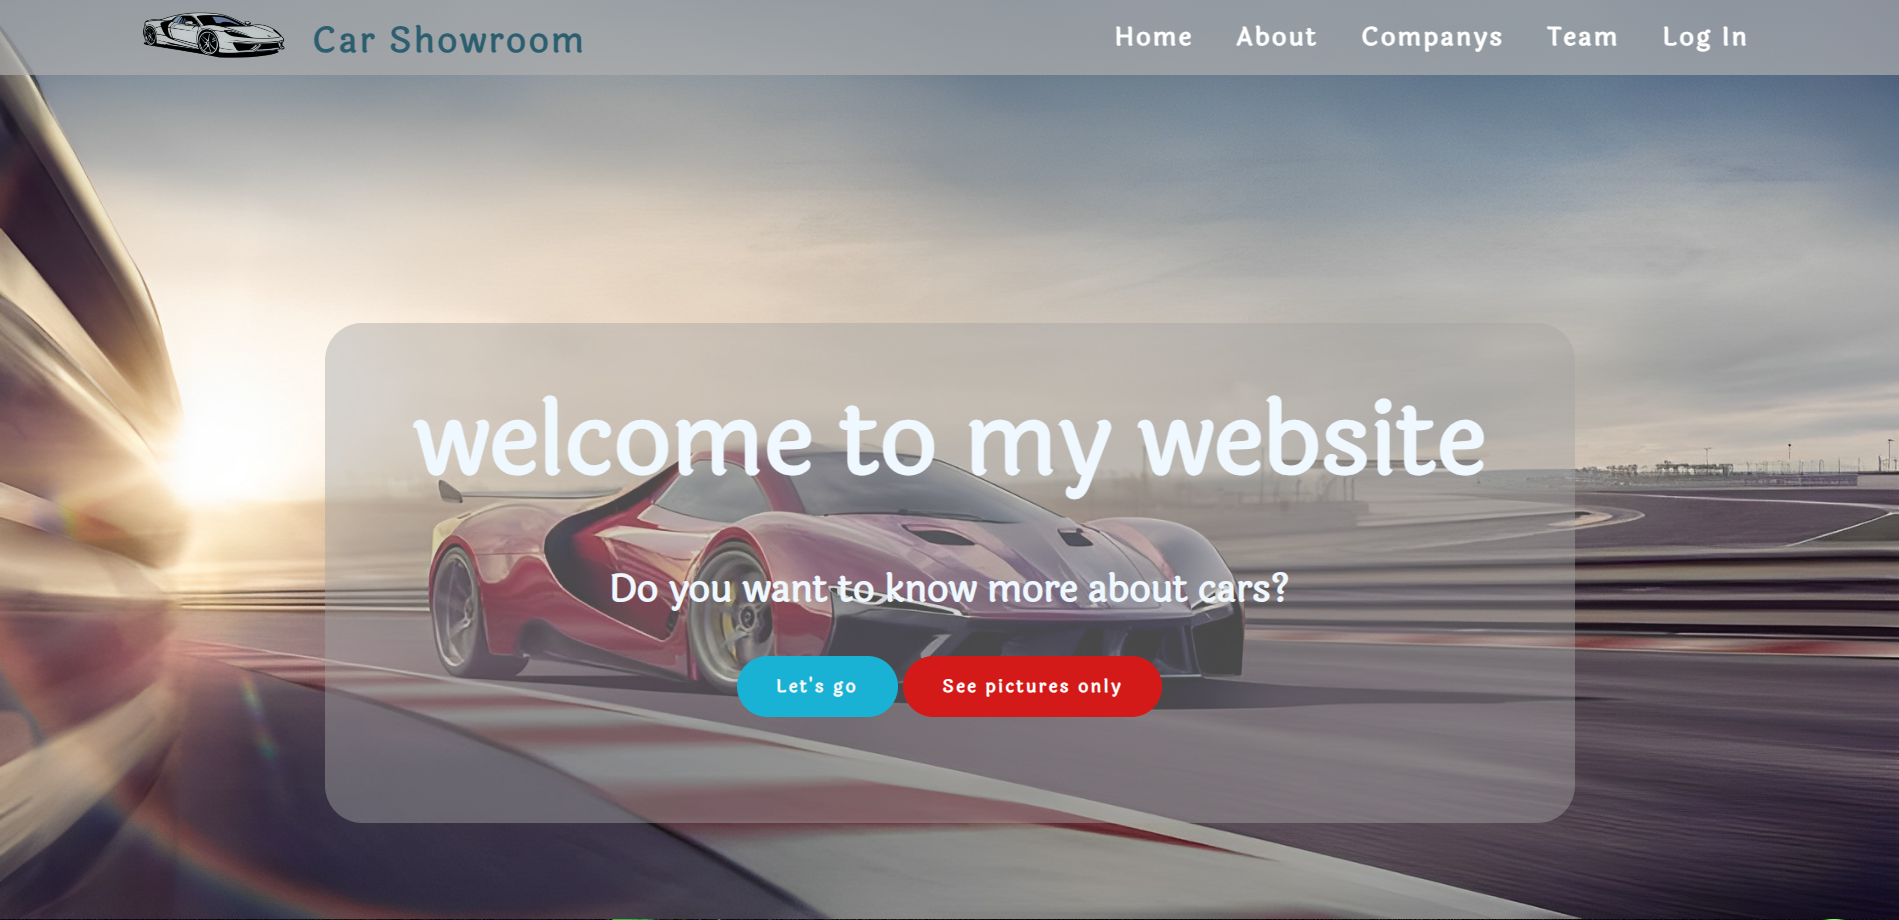 Car Showroom
Home About Companys Team Log In
welcome to my website
Do you want to know more about cars?
Let's go See pictures only